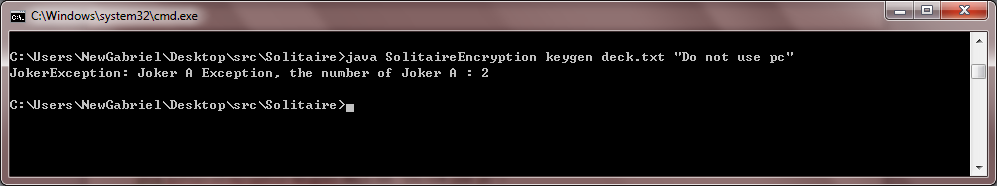 C:\Windows\system32\cmd.exe
C:\Users\NewGabriel\Desktop\src\Solitaire>java SolitaireEncryption keygen deck.txt "Do not use pc"
JokerException: Joker A Exception, the number of Joker A : 2
C:\Users\NewGabriel\Desktop\src\Solitaire>